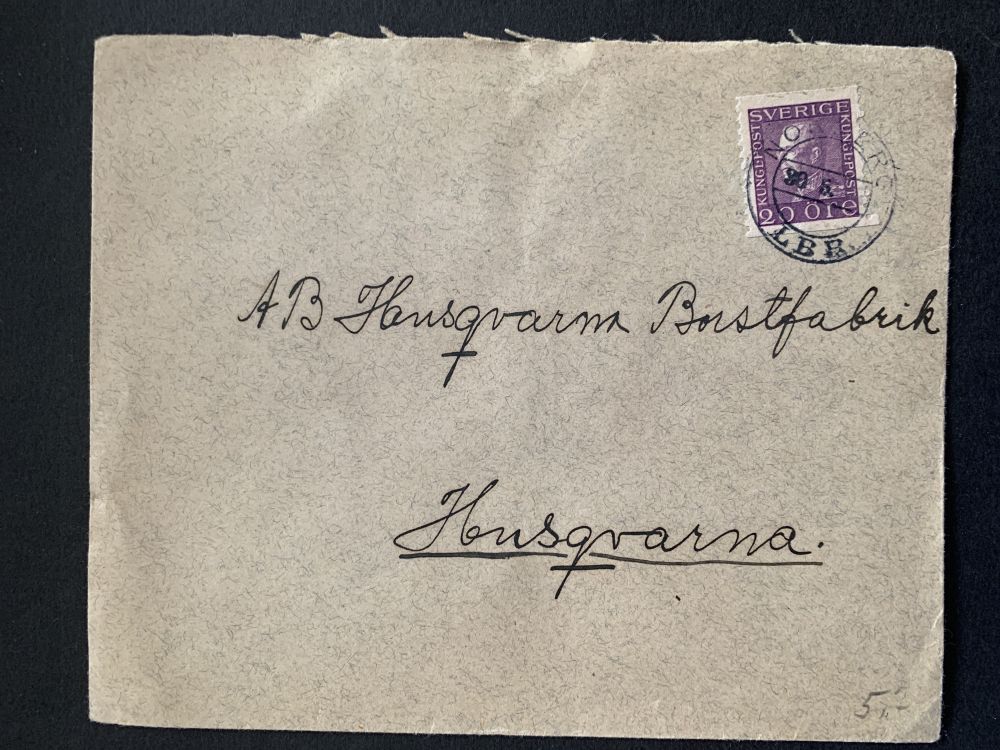 SVERIGE
KUNGL.POST
KUNGL.POST
20 ÖRE
LBR.
AB Husqvarna Borstfabrik
Husqvarna.
5,-